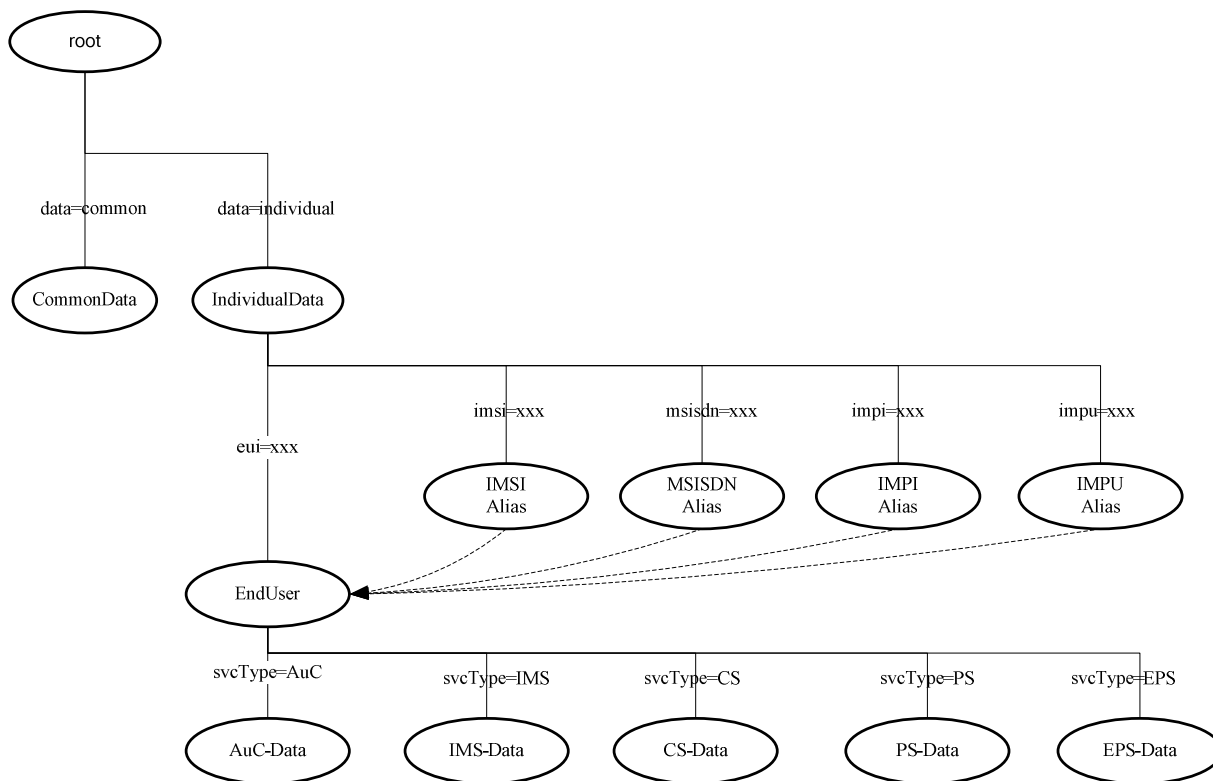 root
data=common
data=individual
CommonData
IndividualData
imsi=xxx
msisdn=xxx
impi=xxx
impu=xxx
eui=xxx
IMSI
Alias
MSISDN
Alias
IMPI
Alias
IMPU
Alias
EndUser
svcType=AuC
svcType=IMS
svcType=CS
svcType=PS
svcType=EPS
AuC-Data
IMS-Data
CS-Data
PS-Data
EPS-Data